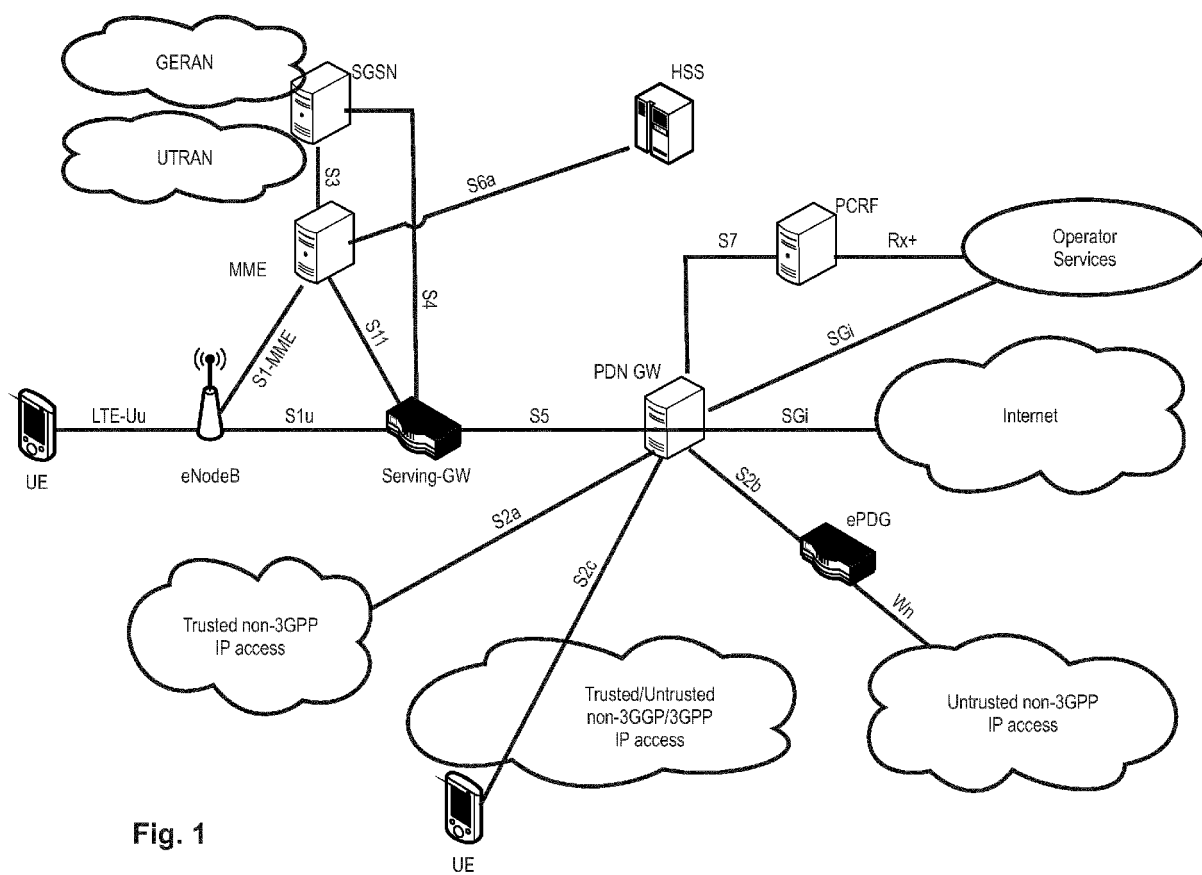 GERAN
SGSN
HSS
UTRAN
S3
S6a
PCRF
MME
S7
Rx+
Operator
Services
S4
S11
S1-MME
SGi
PDN GW
LTE-Uu
S1u
S5
SGi
Internet
UE
eNodeB
Serving-GW
S2b
ePDG
S2a
S2c
Wn
Trusted non-3GPP
IP access
Trusted/Untrusted
non-3GGP/3GPP
IP access
Untrusted non-3GPP
IP access
Fig. 1
UE